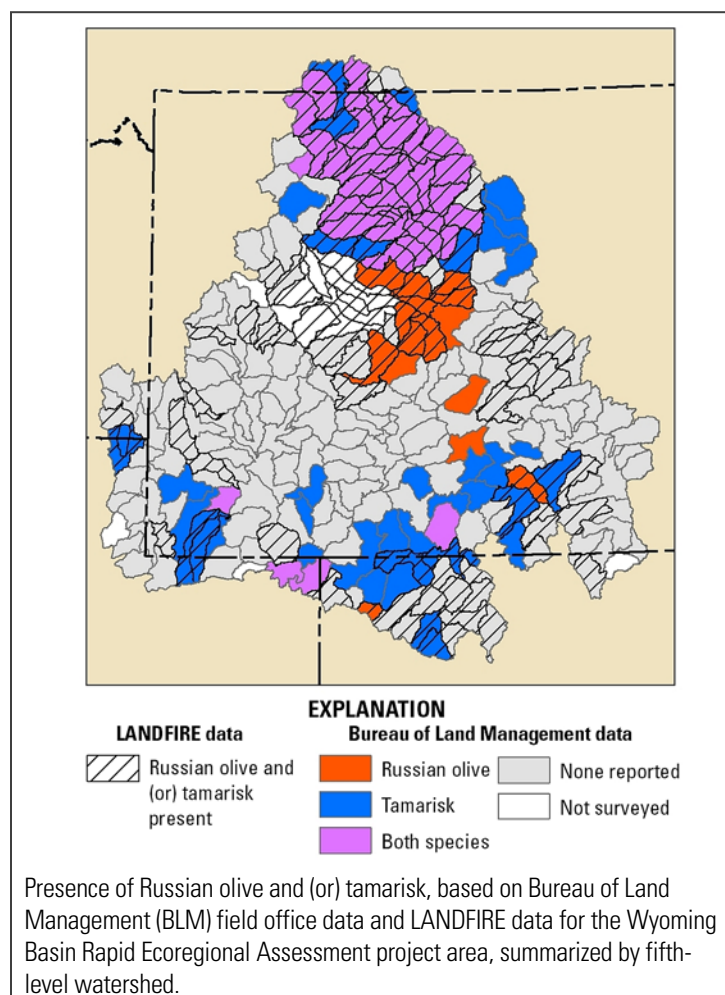 EXPLANATION
LANDFIRE data
Russian olive and
(or) tamarisk
present
Bureau of Land Management data
Russian olive
Tamarisk
Both species
None reported
Not surveyed
Presence of Russian olive and (or) tamarisk, based on Bureau of Land
Management (BLM) field office data and LANDFIRE data for the Wyoming
Basin Rapid Ecoregional Assessment project area, summarized by fifth-
level watershed.